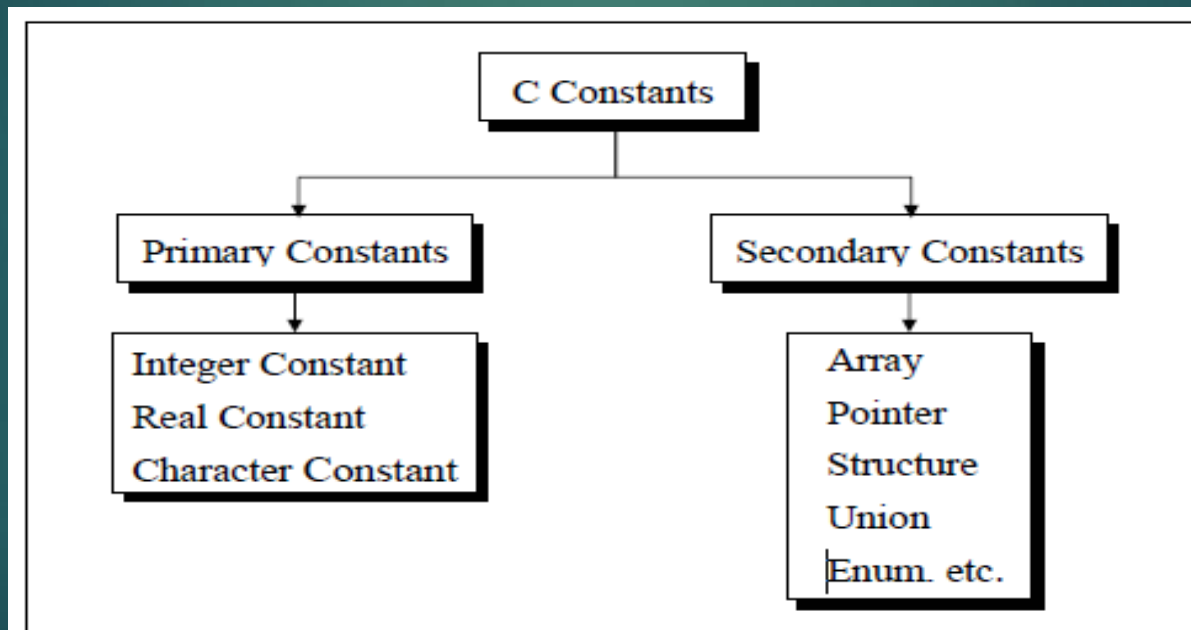 C Constants
Primary Constants
Secondary Constants
Integer Constant
Real Constant
Character Constant
Array
Pointer
Structure
Union
Enum. etc.